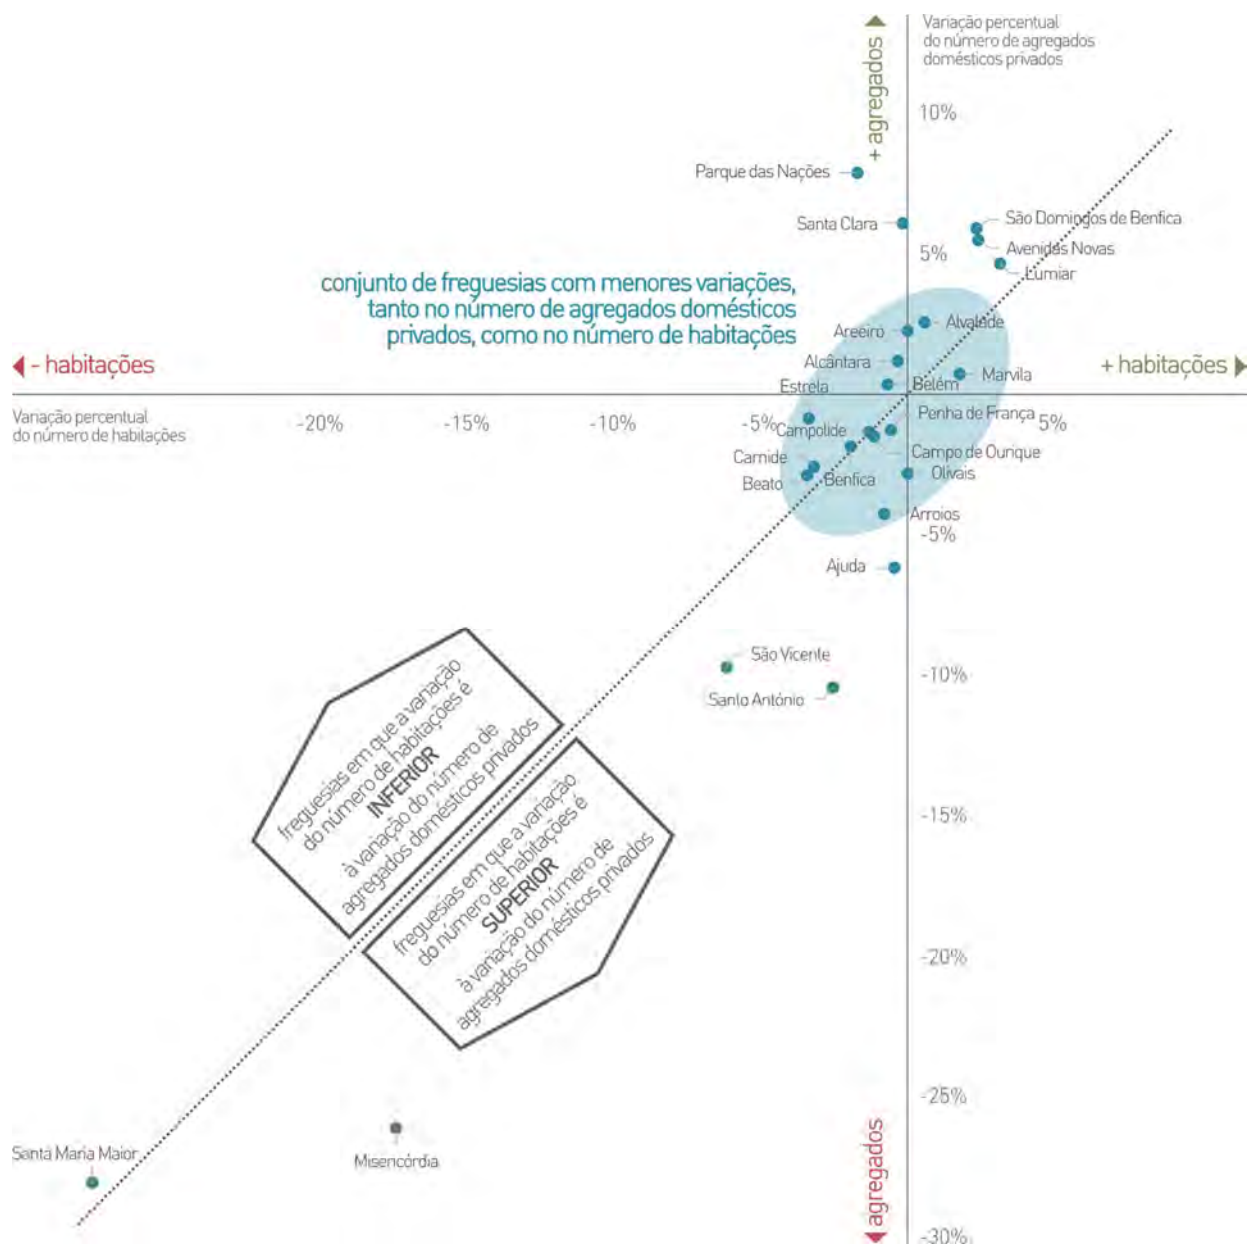 Variação percentual
do número de agregados
domésticos privados
+ agregados
10%
Parque das Nações
Santa Clara
São Domingos de Benfica
Avenidas Novas
Lumiar
5%
conjunto de freguesias com menores variações,
tanto no número de agregados domésticos
privados, como no número de habitações
Areeiro
Alvalade
Alcântara
Estrela
Belém
Marvila
- habitações
+ habitações
Variação percentual
do número de habitações
-20%
-15%
-10%
-5%
5%
Penha de França
Campolide
Campo de Ourique
Carnide
Benfica
Olivais
Beato
Arroios
-5%
Ajuda
São Vicente
Santo António
-10%
freguesias em que a variação
do número de habitações é
INFERIOR
à variação do número de
agregados domésticos privados
freguesias em que a variação
do número de habitações é
SUPERIOR
à variação do número de
agregados domésticos privados
-15%
-20%
-25%
Santa Maria Maior
Misericórdia
- agregados
-30%